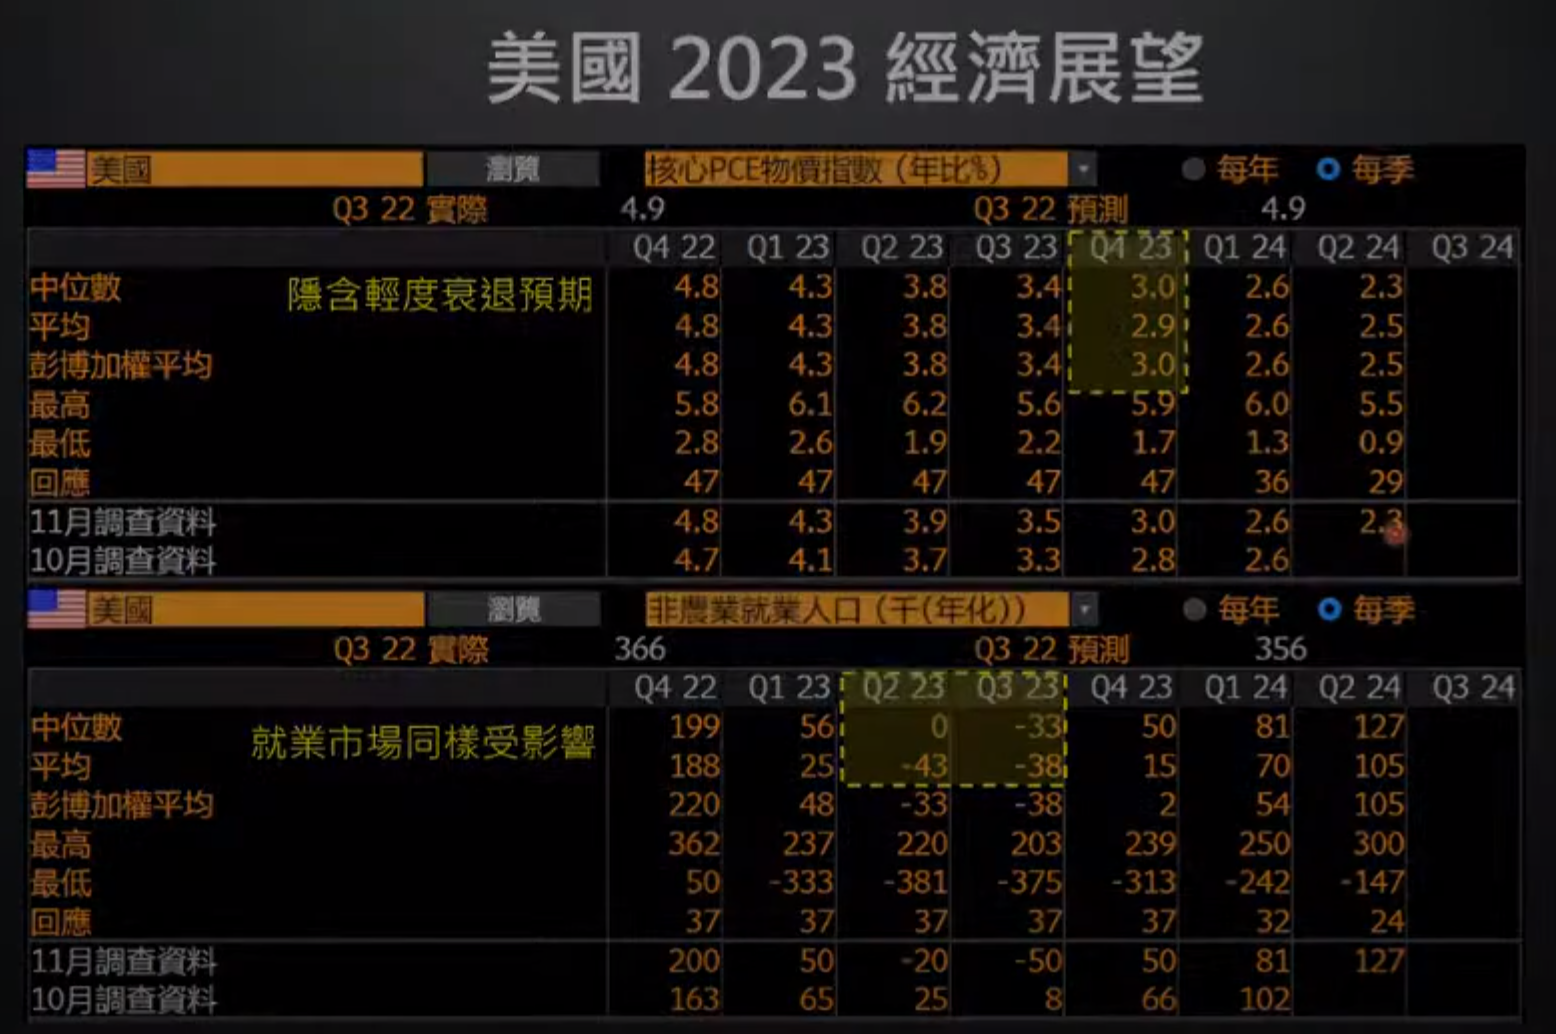 美國 2023 經濟展望
美國 瀏覽 核心PCE物價指數 (年比%) 每年 每季
Q3 22 實際 4.9 Q3 22 預測 4.9
Q4 22 Q1 23 Q2 23 Q3 23 Q4 23 Q1 24 Q2 24 Q3 24
中位數 隱含輕度衰退預期 4.8 4.3 3.8 3.4 3.0 2.6 2.3
平均 4.8 4.3 3.8 3.4 2.9 2.6 2.5
彭博加權平均 4.8 4.3 3.8 3.4 3.0 2.6 2.5
最高 5.8 6.1 6.2 5.6 5.9 6.0 5.5
最低 2.8 2.6 1.9 2.2 1.7 1.3 0.9
回應 47 47 47 47 47 36 29
11月調查資料 4.8 4.3 3.9 3.5 3.0 2.6 2.3
10月調查資料 4.7 4.1 3.7 3.3 2.8 2.6
美國 瀏覽 非農業就業人口 (千(年化)) 每年 每季
Q3 22 實際 366 Q3 22 預測 356
Q4 22 Q1 23 Q2 23 Q3 23 Q4 23 Q1 24 Q2 24 Q3 24
中位數 就業市場同樣受影響 199 56 0 -33 50 81 127
平均 188 25 -43 -38 15 70 105
彭博加權平均 220 48 -33 -38 2 54 105
最高 362 237 220 203 239 250 300
最低 50 -333 -381 -375 -313 -242 -147
回應 37 37 37 37 37 32 24
11月調查資料 200 50 -20 -50 50 81 127
10月調查資料 163 65 25 8 66 102